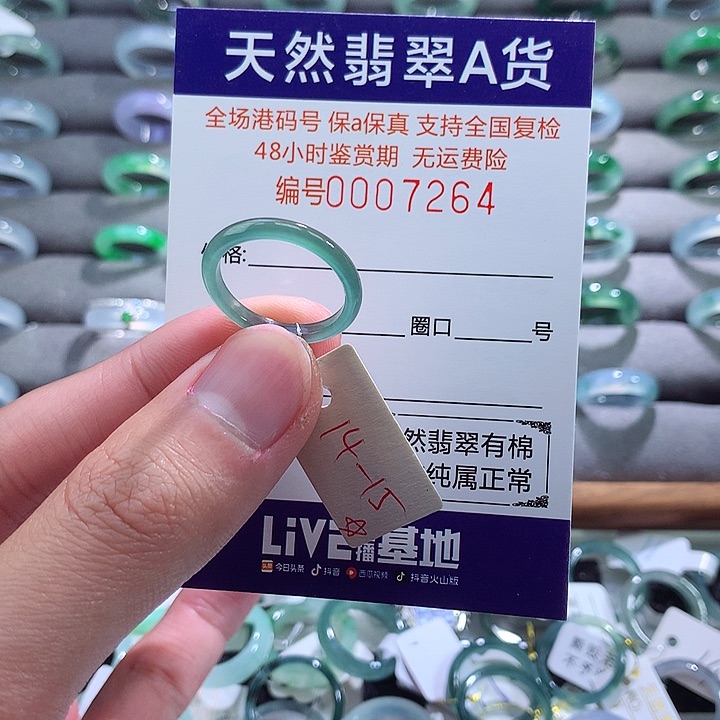 天然翡翠A货
全场港码号 保a保真 支持全国复检
48小时鉴赏期 无运费险
编号0007264
格:
圈口 号
然翡翠有棉
纯属正常
LiVE播基地
今日头条 抖音 西瓜视频 抖音火山版